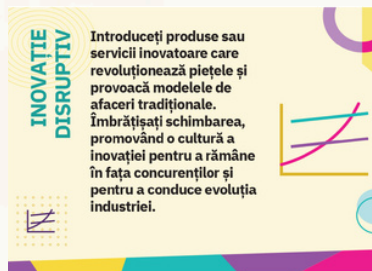 INOVAȚIE
DISRUPTIV
Introduceți produse sau
servicii inovatoare care
revoluționează piețele și
provoacă modelele de
afaceri tradiționale.
Îmbrățișați schimbarea,
promovând o cultură a
inovației pentru a rămâne
în fața concurenților și
pentru a conduce evoluția
industriei.